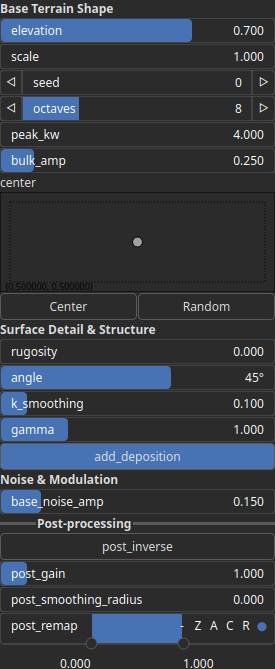 Base Terrain Shape
elevation 0.700
scale 1.000
seed 0
octaves 8
peak_kw 4.000
bulk_amp 0.250
center
(0.500000, 0.500000)
Center Random
Surface Detail & Structure
rugosity 0.000
angle 45°
k_smoothing 0.100
gamma 1.000
add_deposition
Noise & Modulation
base_noise_amp 0.150
Post-processing
post_inverse
post_gain 1.000
post_smoothing_radius 0.000
post_remap - Z A C R
0.000 1.000